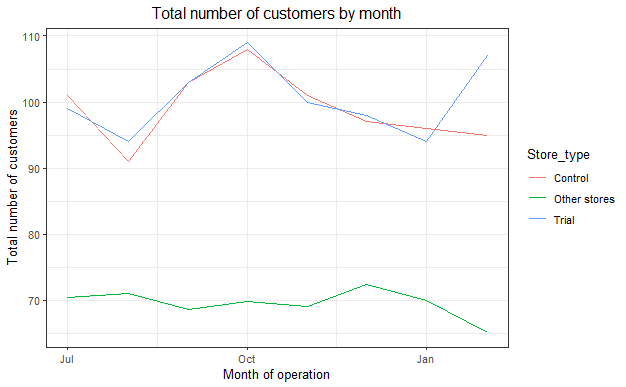 Total number of customers by month
Total number of customers
110
100
90
80
70
Jul
Oct
Jan
Month of operation
Store_type
Control
Other stores
Trial